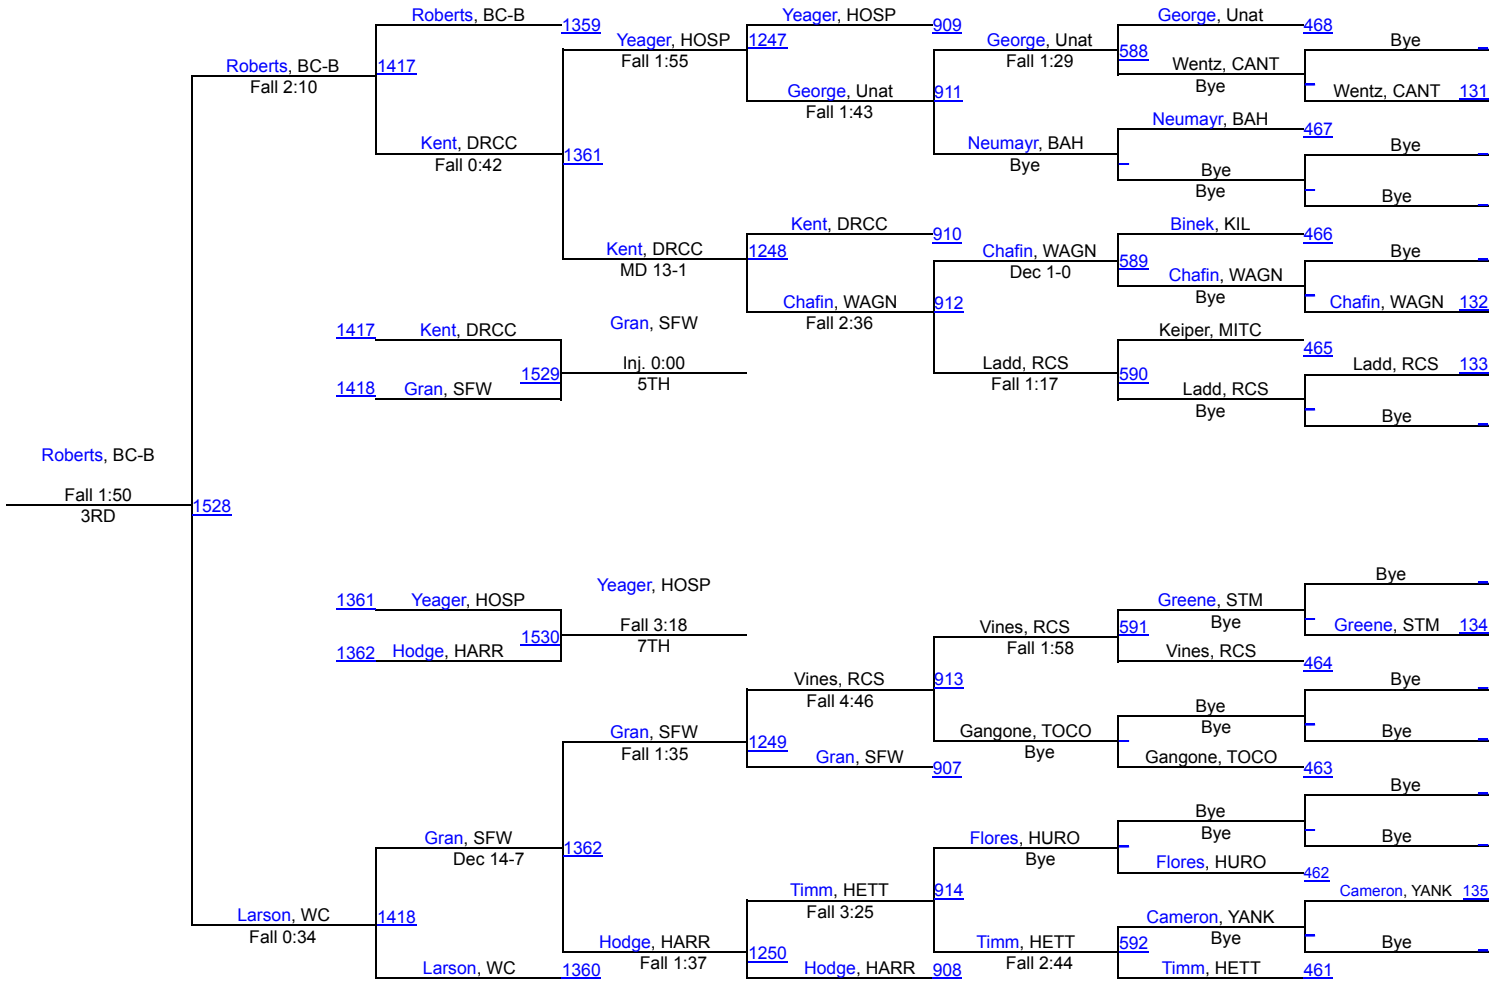 Roberts, BC-B
1359
Yeager, HOSP
909
George, Unat
468
Yeager, HOSP
1247
Fall 1:55
George, Unat
588
Fall 1:29
Bye
Wentz, CANT
Bye
Roberts, BC-B
1417
Fall 2:10
George, Unat
911
Fall 1:43
Wentz, CANT 131
Neumayr, BAH
467
Kent, DRCC
1361
Fall 0:42
Neumayr, BAH
Bye
Bye
Bye
Bye
Bye
Kent, DRCC
910
Binek, KIL
466
Kent, DRCC
1248
MD 13-1
Chafin, WAGN
589
Dec 1-0
Bye
Chafin, WAGN
Bye
Chafin, WAGN
912
Fall 2:36
Chafin, WAGN 132
1417 Kent, DRCC
Gran, SFW
Keiper, MITC
465
Inj. 0:00
1529
5TH
Ladd, RCS
590
Fall 1:17
Ladd, RCS 133
1418 Gran, SFW
Ladd, RCS
Bye
Bye
Roberts, BC-B
Fall 1:50
1528
3RD
Bye
Yeager, HOSP
1361 Yeager, HOSP
Greene, STM
Bye
Fall 3:18
1530
7TH
Vines, RCS
591
Fall 1:58
Greene, STM 134
1362 Hodge, HARR
Vines, RCS
464
Vines, RCS
913
Fall 4:46
Bye
Bye
Bye
Gran, SFW
1249
Fall 1:35
Gangone, TOCO
Bye
Bye
Gran, SFW
907
Gangone, TOCO
463
Bye
Bye
Bye
Gran, SFW
1362
Dec 14-7
Flores, HURO
Bye
Bye
Flores, HURO
462
Timm, HETT
914
Fall 3:25
Cameron, YANK 135
Larson, WC
1418
Fall 0:34
Cameron, YANK
Bye
Hodge, HARR
1250
Fall 1:37
Timm, HETT
592
Fall 2:44
Bye
Larson, WC
1360
Hodge, HARR
908
Timm, HETT
461